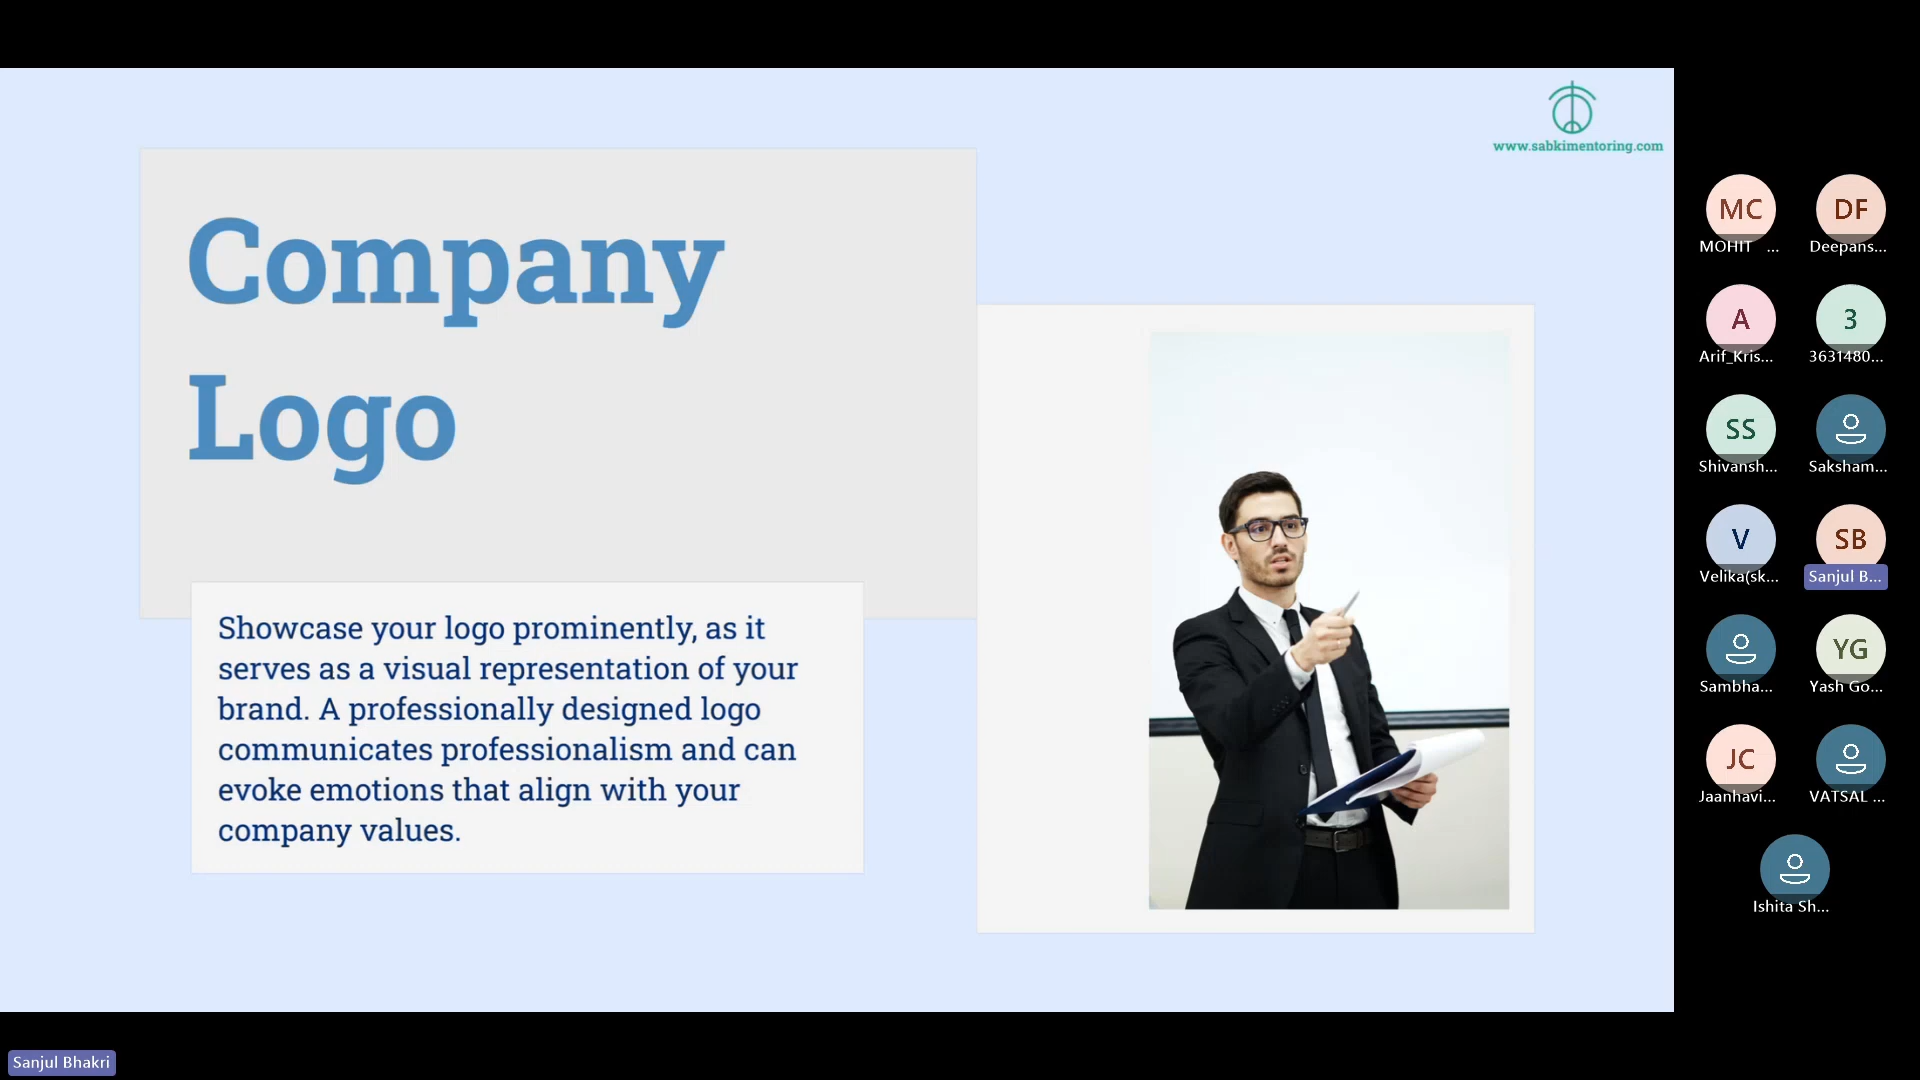 www.sabkimentoring.com
Company
Logo
Showcase your logo prominently, as it
serves as a visual representation of your
brand. A professionally designed logo
communicates professionalism and can
evoke emotions that align with your
company values.
MC
MOHIT ...
DF
Deepans...
A
Arif_Kris...
3
3631480...
SS
Shivansh...
Saksham...
V
Velika(sk...
SB
Sanjul B...
Sambha...
YG
Yash Go...
JC
Jaanhavi...
VATSAL ...
Ishita Sh...
Sanjul Bhakri